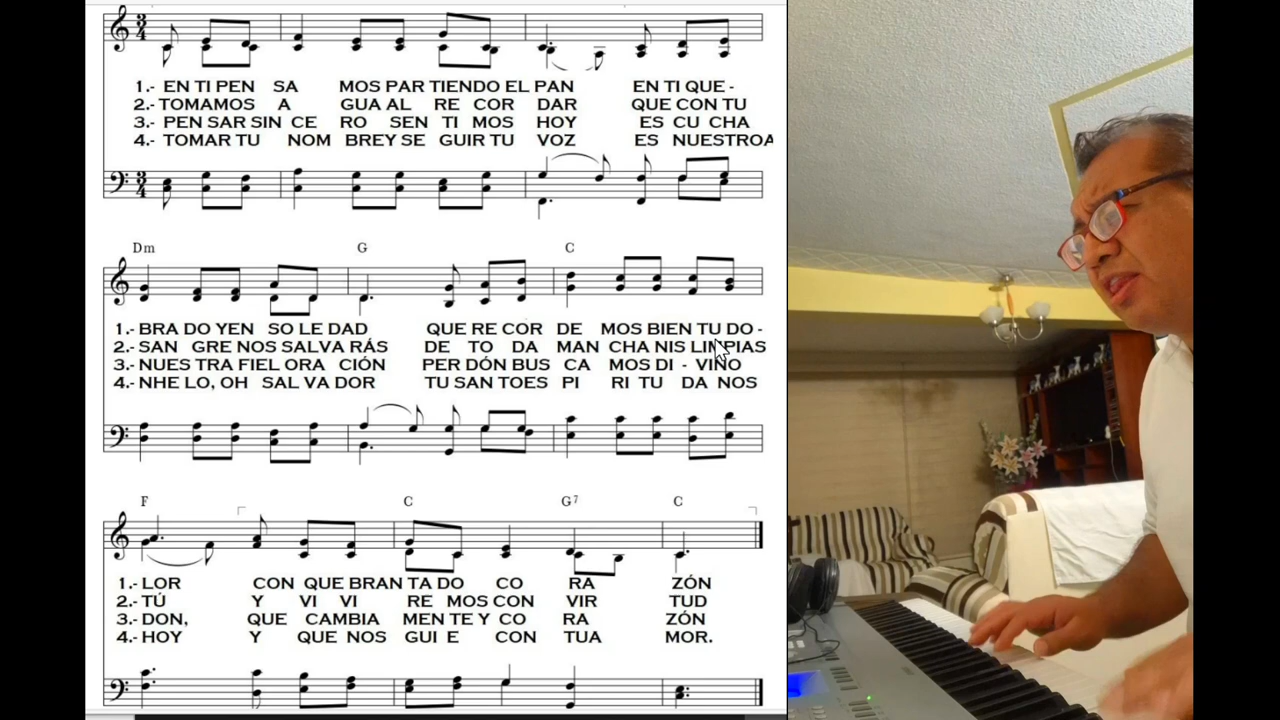 1.- EN TI PEN SA MOS PAR TIENDO EL PAN EN TI QUE -
2.- TOMAMOS A GUA AL RE COR DAR QUE CON TU
3.- PEN SAR SIN CE RO SEN TI MOS HOY ES CU CHA
4.- TOMAR TU NOM BREY SE GUIR TU VOZ ES NUESTROA
Dm G C
1.- BRA DO YEN SO LE DAD QUE RE COR DE MOS BIEN TU DO -
2.- SAN GRE NOS SALVA RÁS DE TO DA MAN CHA NIS LIMPIAS
3.- NUES TRA FIEL ORA CIÓN PER DÓN BUS CA MOS DI - VINO
4.- NHE LO, OH SAL VA DOR TU SAN TOES PI RI TU DA NOS
F C G7 C
1.- LOR CON QUE BRAN TA DO CO RA ZÓN
2.- TÚ Y VI VI RE MOS CON VIR TUD
3.- DON, QUE CAMBIA MEN TE Y CO RA ZÓN
4.- HOY Y QUE NOS GUI E CON TUA MOR.